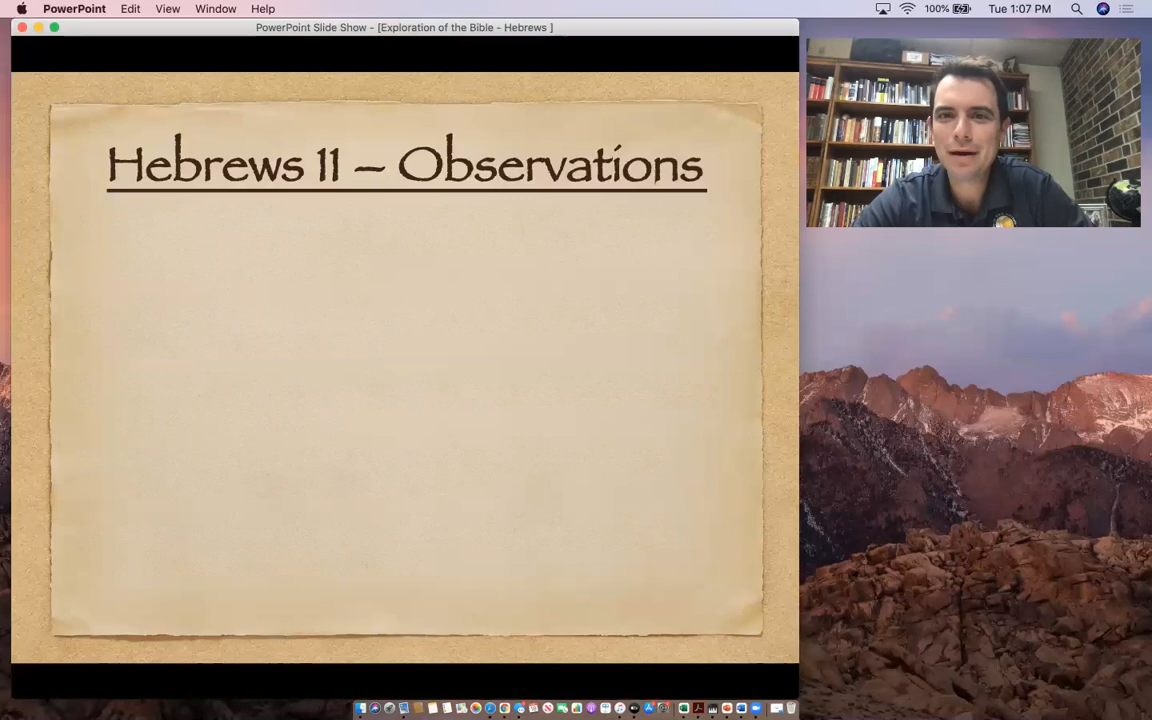 PowerPoint Edit View Window Help 100% Tue 1:07 PM
PowerPoint Slide Show - [Exploration of the Bible - Hebrews ]
Hebrews 11 – Observations